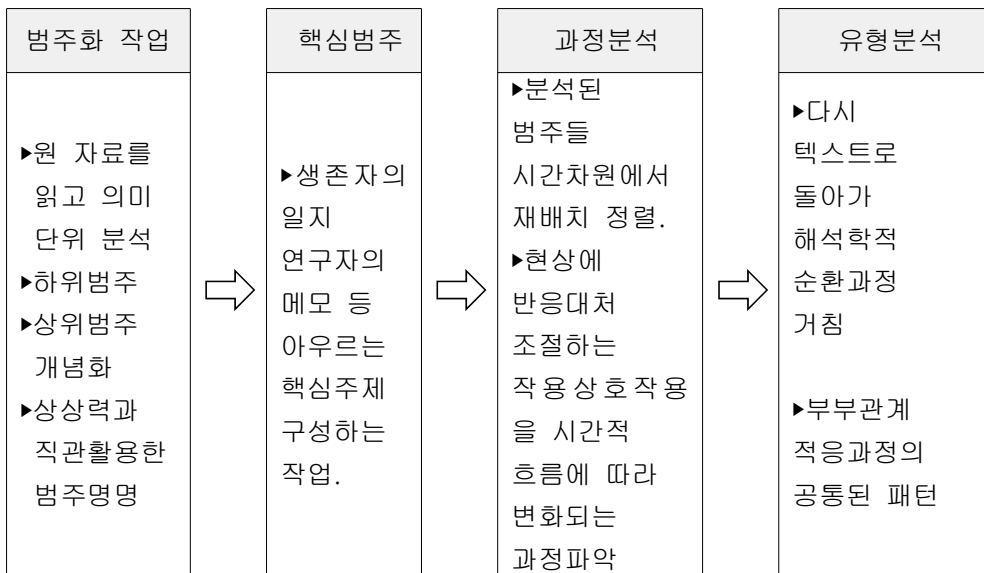 범주화 작업
▶원 자료를
읽고 의미
단위 분석
▶하위범주
▶상위범주
개념화
▶상상력과
직관활용한
범주명명
핵심범주
▶생존자의
일지
연구자의
메모 등
아우르는
핵심주제
구성하는
작업.
과정분석
▶분석된
범주들
시간차원에서
재배치 정렬.
▶현상에
반응대처
조절하는
작용상호작용
을 시간적
흐름에 따라
변화되는
과정파악
유형분석
▶다시
텍스트로
돌아가
해석학적
순환과정
거침
▶부부관계
적응과정의
공통된 패턴